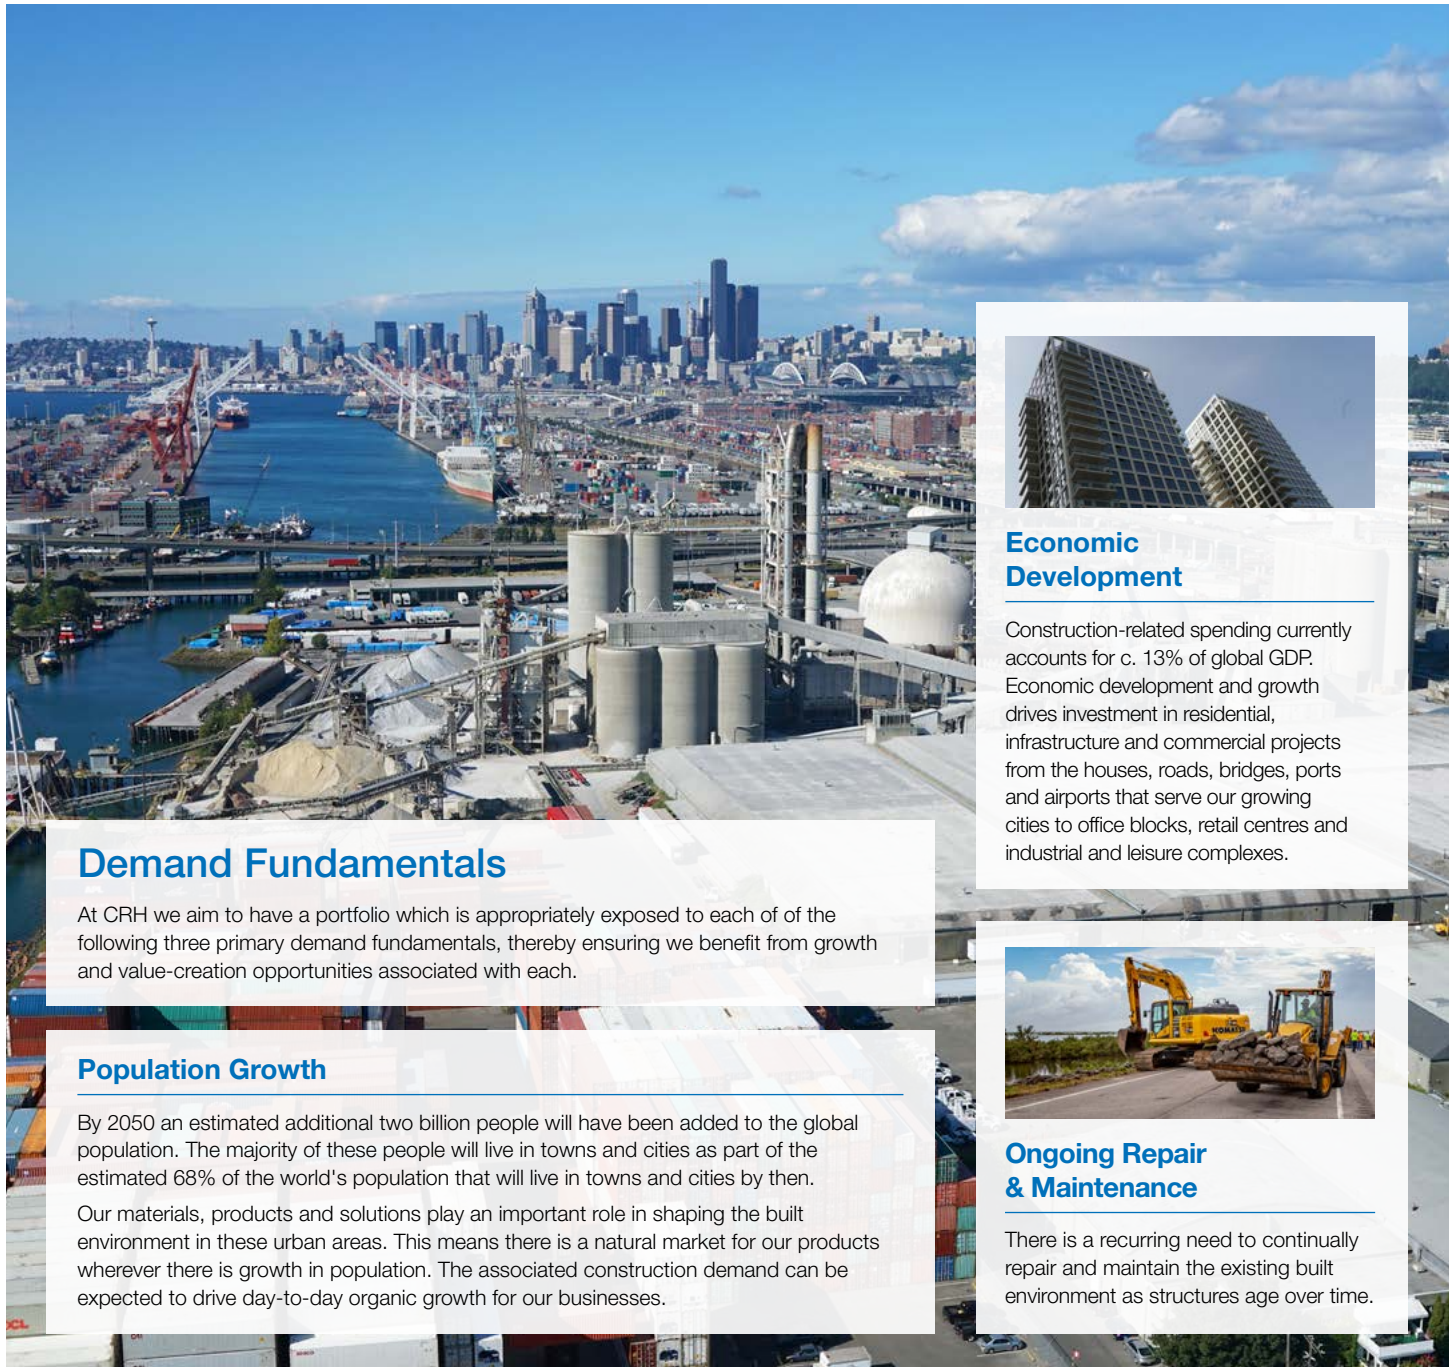 Demand Fundamentals
At CRH we aim to have a portfolio which is appropriately exposed to each of of the
following three primary demand fundamentals, thereby ensuring we benefit from growth
and value-creation opportunities associated with each.
Population Growth
By 2050 an estimated additional two billion people will have been added to the global
population. The majority of these people will live in towns and cities as part of the
estimated 68% of the world's population that will live in towns and cities by then.
Our materials, products and solutions play an important role in shaping the built
environment in these urban areas. This means there is a natural market for our products
wherever there is growth in population. The associated construction demand can be
expected to drive day-to-day organic growth for our businesses.
Economic
Development
Construction-related spending currently
accounts for c. 13% of global GDP.
Economic development and growth
drives investment in residential,
infrastructure and commercial projects
from the houses, roads, bridges, ports
and airports that serve our growing
cities to office blocks, retail centres and
industrial and leisure complexes.
KOMATSU
Ongoing Repair
& Maintenance
There is a recurring need to continually
repair and maintain the existing built
environment as structures age over time.